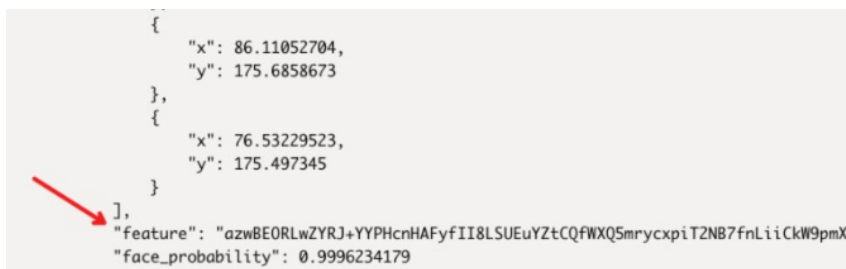 {
"x": 86.11052704,
"y": 175.6858673
},
{
"x": 76.53229523,
"y": 175.497345
}
],
"feature": "azwBEORLwZYRJ+YYPHcnHAFyfII8LSUEuYZtCQfWXQ5mrycxpiT2NB7fnLiiCkW9pmX
"face_probability": 0.9996234179